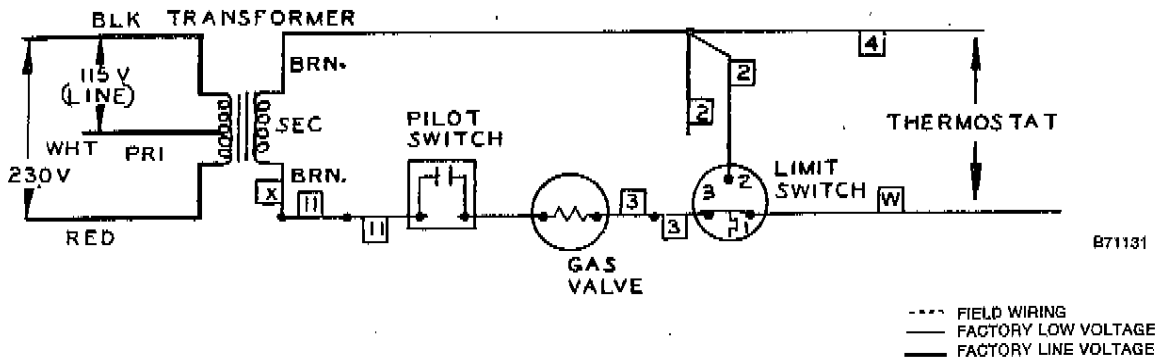 BLK TRANSFORMER
115 V
(LINE)
BRN.
4
2
2
PILOT
SWITCH
SEC
WHT PRI
230V
THERMOSTAT
LIMIT
SWITCH
BRN.
X
11
11
3
3
3
2
1
W
RED
GAS
VALVE
B71131
FIELD WIRING
FACTORY LOW VOLTAGE
FACTORY LINE VOLTAGE